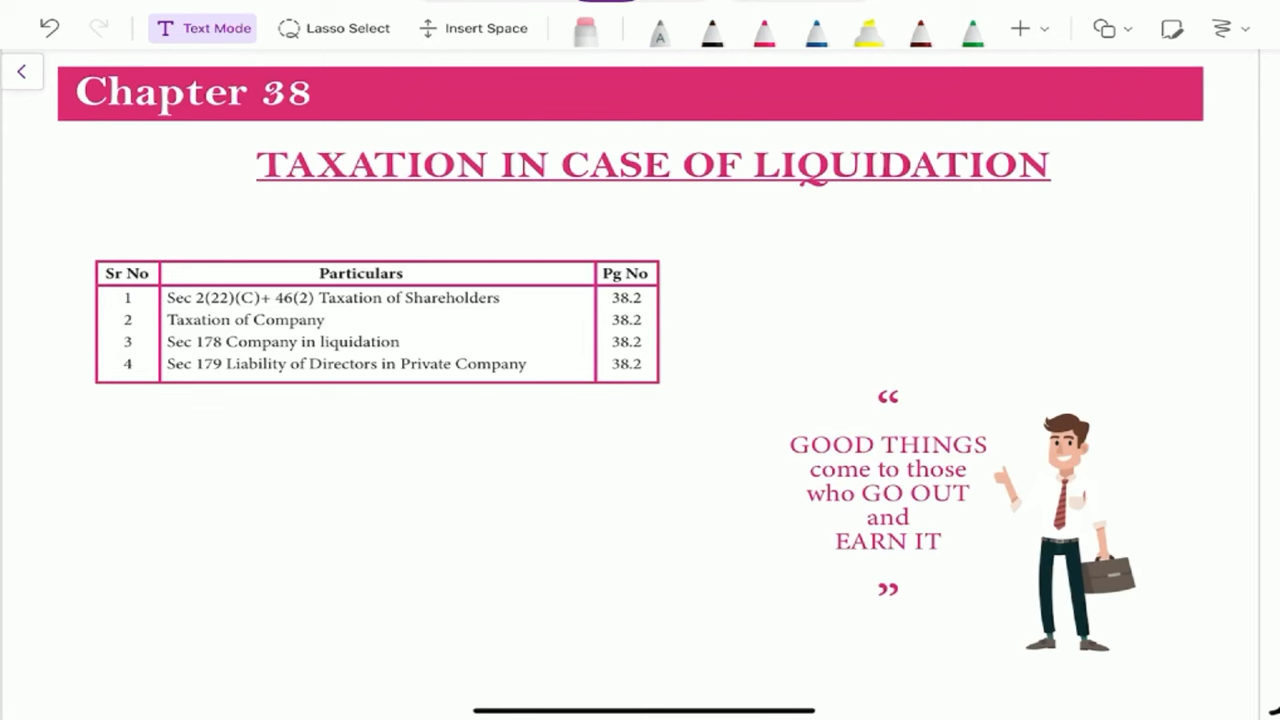 Text Mode Lasso Select Insert Space
A
Chapter 38
TAXATION IN CASE OF LIQUIDATION
Sr No Particulars Pg No
1 Sec 2(22)(C)+ 46(2) Taxation of Shareholders 38.2
2 Taxation of Company 38.2
3 Sec 178 Company in liquidation 38.2
4 Sec 179 Liability of Directors in Private Company 38.2
“
GOOD THINGS
come to those
who GO OUT
and
EARN IT
”